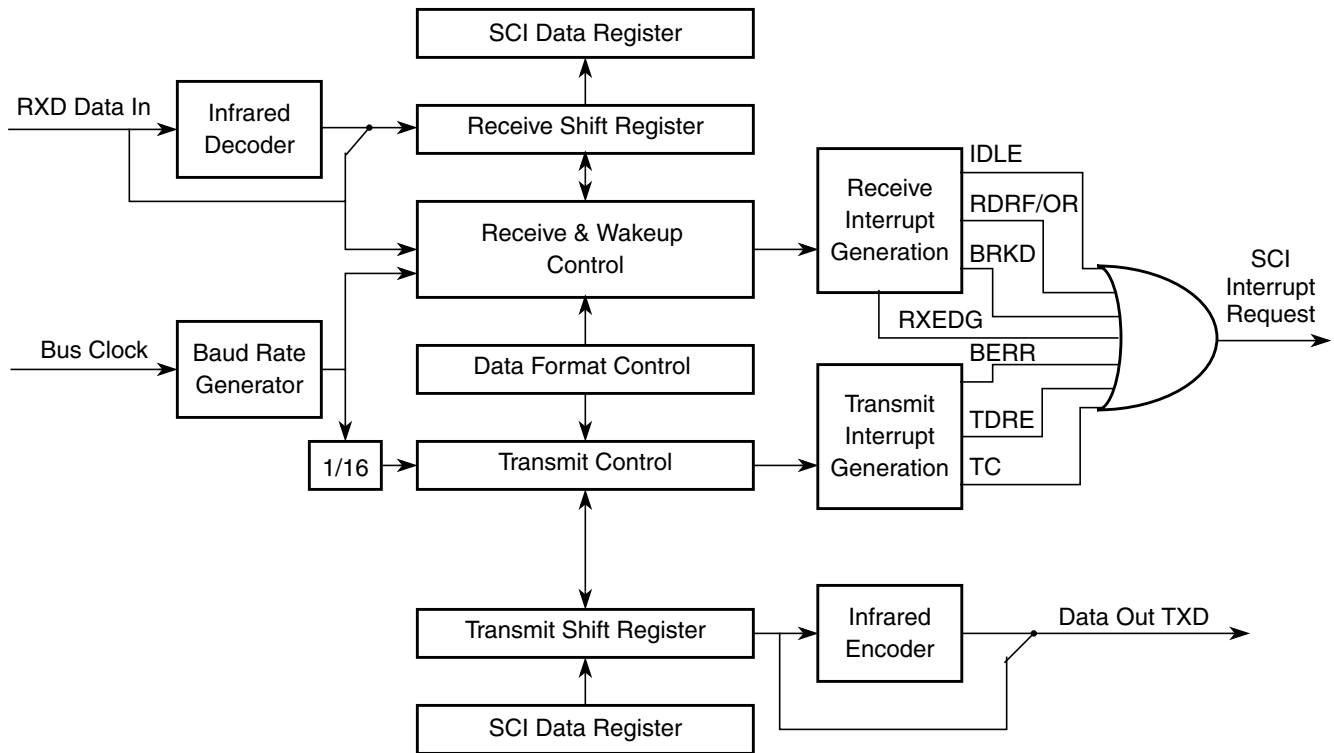 SCI Data Register
RXD Data In
Infrared
Decoder
Receive Shift Register
Receive & Wakeup
Control
Receive
Interrupt
Generation
IDLE
RDRF/OR
BRKD
RXEDG
SCI
Interrupt
Request
Bus Clock
Baud Rate
Generator
Data Format Control
BERR
Transmit
Interrupt
Generation
TDRE
TC
1/16
Transmit Control
Transmit Shift Register
Infrared
Encoder
Data Out TXD
SCI Data Register